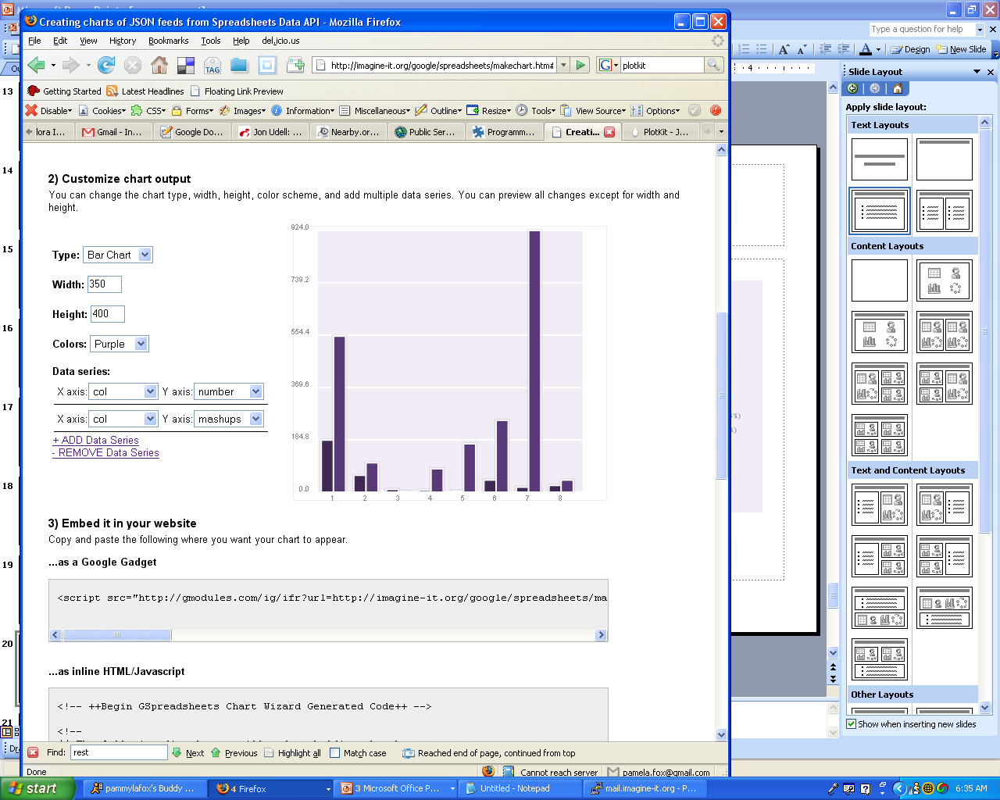 Creating charts of JSON feeds from Spreadsheets Data API - Mozilla Firefox
File Edit View History Bookmarks Tools Help del.icio.us
Type a question for help
TAG
http://imagine-it.org/google/spreadsheets/makechart.htm#
G
plotkit
Design New Slide
Getting Started Latest Headlines Floating Link Preview
Disable Cookies CSS Forms Images Information Miscellaneous Outline Resize Tools View Source Options
lora I... Gmail - In... Google Do... Jon Udell: ... Nearby.or... Public Ser... Programm... Creati... PlotKit - J...
2) Customize chart output
You can change the chart type, width, height, color scheme, and add multiple data series. You can preview all changes except for width and
height.
Type: Bar Chart
Width: 350
Height: 400
Colors: Purple
Data series:
X axis: col Y axis: number
X axis: col Y axis: mashups
+ ADD Data Series
- REMOVE Data Series
924.0
739.2
554.4
369.6
184.8
0.0
1 2 3 4 5 6 7 8
3) Embed it in your website
Copy and paste the following where you want your chart to appear.
...as a Google Gadget
<script src="http://gmodules.com/ig/ifr?url=http://imagine-it.org/google/spreadsheets/ma
...as inline HTML/Javascript
<!-- ++Begin GSpreadsheets Chart Wizard Generated Code++ -->
<!--
Find: rest Next Previous Highlight all Match case Reached end of page, continued from top
Done Cannot reach server pamela.fox@gmail.com
13
14
15
16
17
18
19
20
21
4
Slide Layout
Apply slide layout:
Text Layouts
Content Layouts
Text and Content Layouts
Other Layouts
Show when inserting new slides
start pammylafox's Buddy 4 Firefox 3 Microsoft Office P... Untitled - Notepad mail.imagine-it.org - P... 6:35 AM